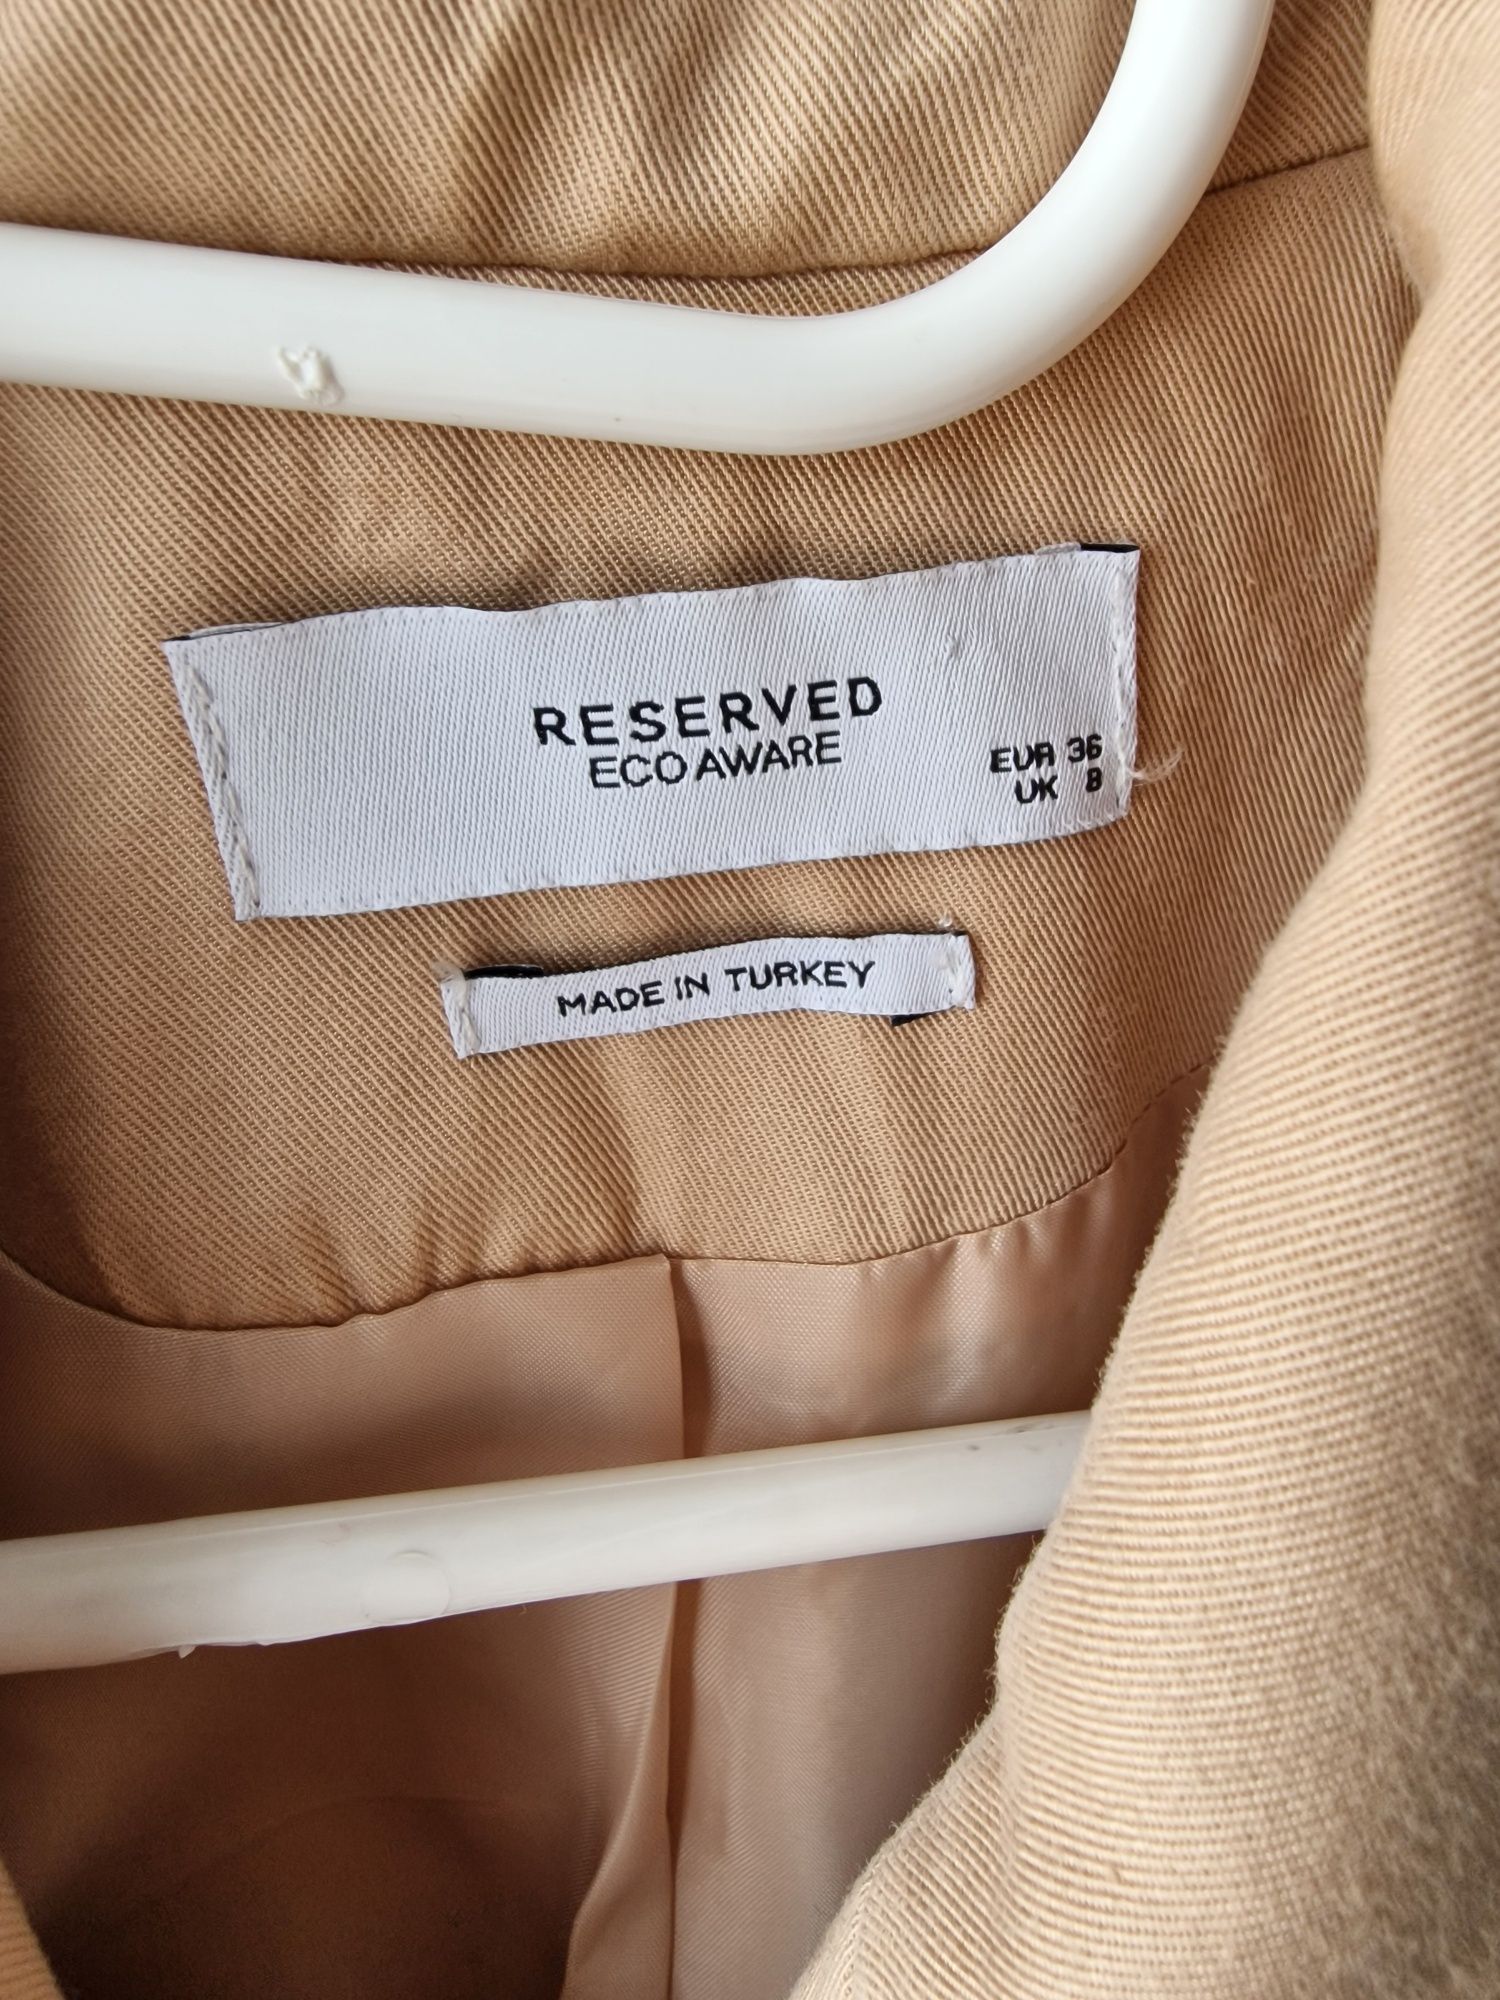 RESERVED
ECO AWARE
EUR 36
UK 8
MADE IN TURKEY